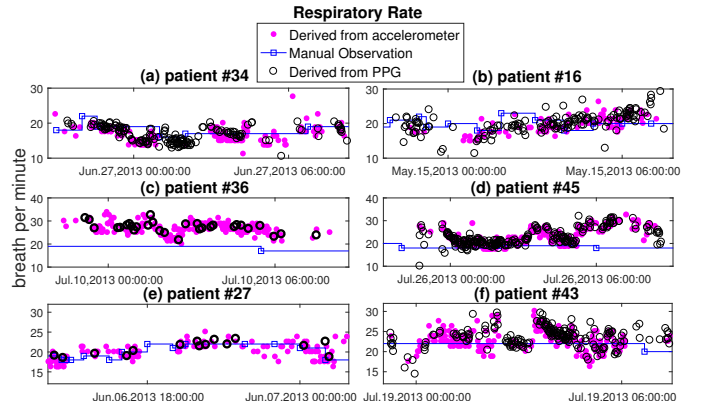 Respiratory Rate
Derived from accelerometer
Manual Observation
Derived from PPG
(a) patient #34
(b) patient #16
30
20
10
Jun.27,2013 00:00:00
Jun.27,2013 06:00:00
30
20
10
May.15,2013 00:00:00
May.15,2013 06:00:00
breath per minute
(c) patient #36
(d) patient #45
40
30
20
10
Jul.10,2013 00:00:00
Jul.10,2013 06:00:00
40
30
20
10
Jul.26,2013 00:00:00
Jul.26,2013 06:00:00
(e) patient #27
(f) patient #43
30
25
20
15
Jun.06,2013 18:00:00
Jun.07,2013 00:00:00
30
25
20
15
Jul.19,2013 00:00:00
Jul.19,2013 06:00:00